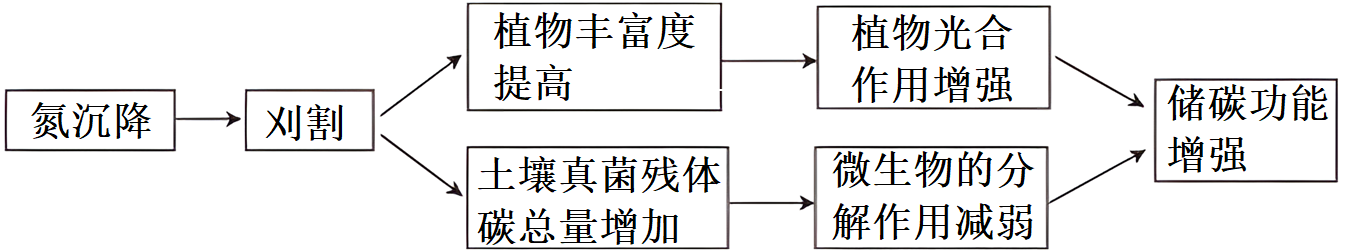 氮沉降
刈割
植物丰富度
提高
植物光合
作用增强
土壤真菌残体
碳总量增加
微生物的分
解作用减弱
储碳功能
增强